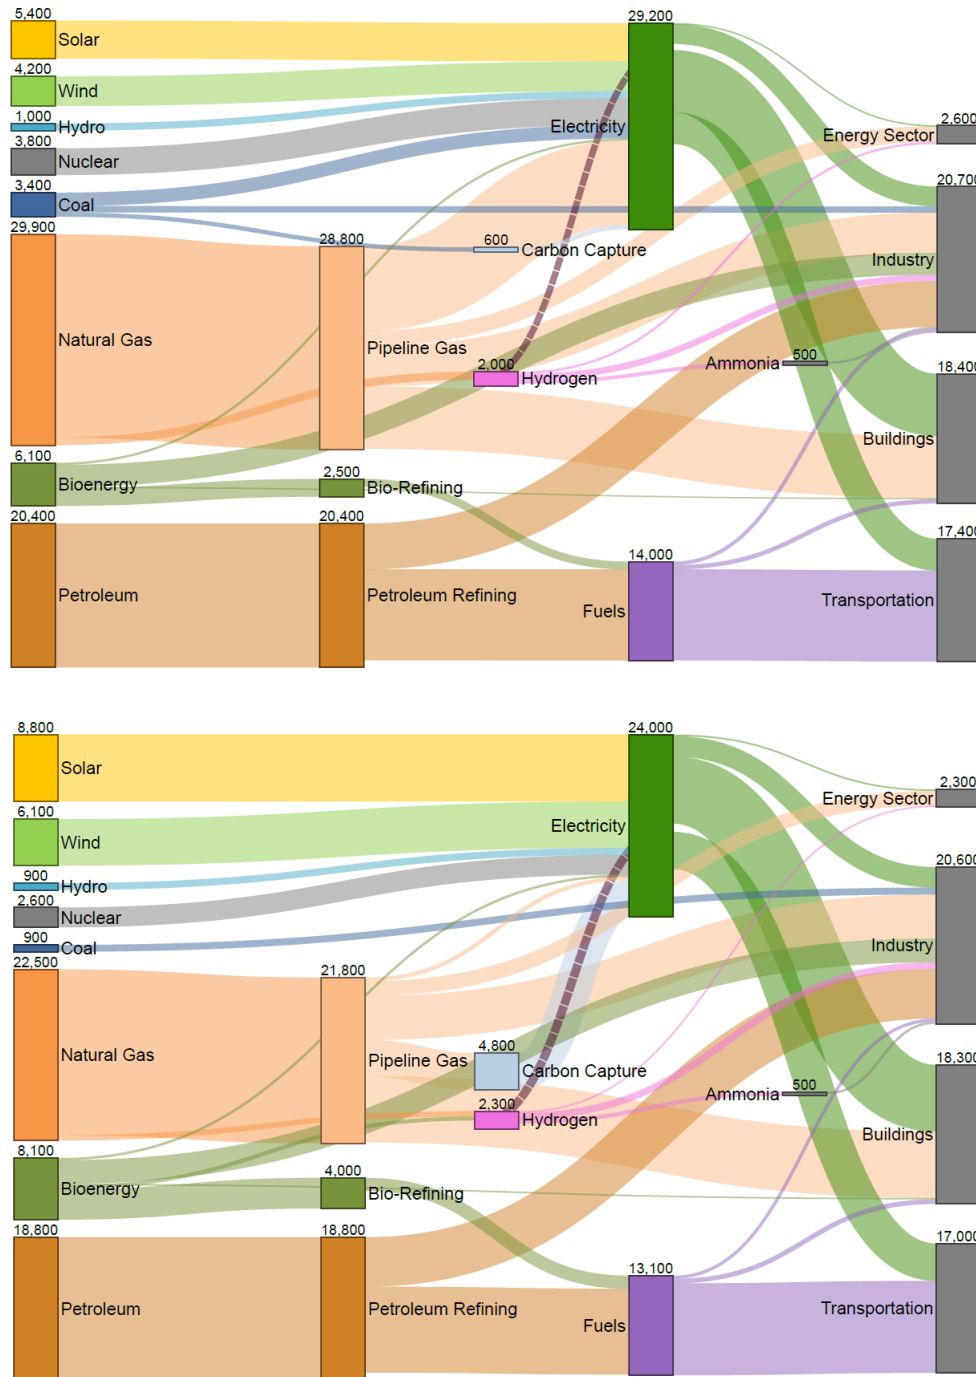 5,400
Solar
4,200
Wind
1,000
Hydro
3,800
Nuclear
3,400
Coal
29,900
Natural Gas
6,100
Bioenergy
20,400
Petroleum
28,800
Pipeline Gas
2,500
Bio-Refining
20,400
Petroleum Refining
600
Carbon Capture
2,000
Hydrogen
29,200
Electricity
14,000
Fuels
500
Ammonia
2,600
Energy Sector
20,700
Industry
18,400
Buildings
17,400
Transportation
8,800
Solar
6,100
Wind
900
Hydro
2,600
Nuclear
900
Coal
22,500
Natural Gas
8,100
Bioenergy
18,800
Petroleum
21,800
Pipeline Gas
4,000
Bio-Refining
18,800
Petroleum Refining
4,800
Carbon Capture
2,300
Hydrogen
24,000
Electricity
13,100
Fuels
500
Ammonia
2,300
Energy Sector
20,600
Industry
18,300
Buildings
17,000
Transportation